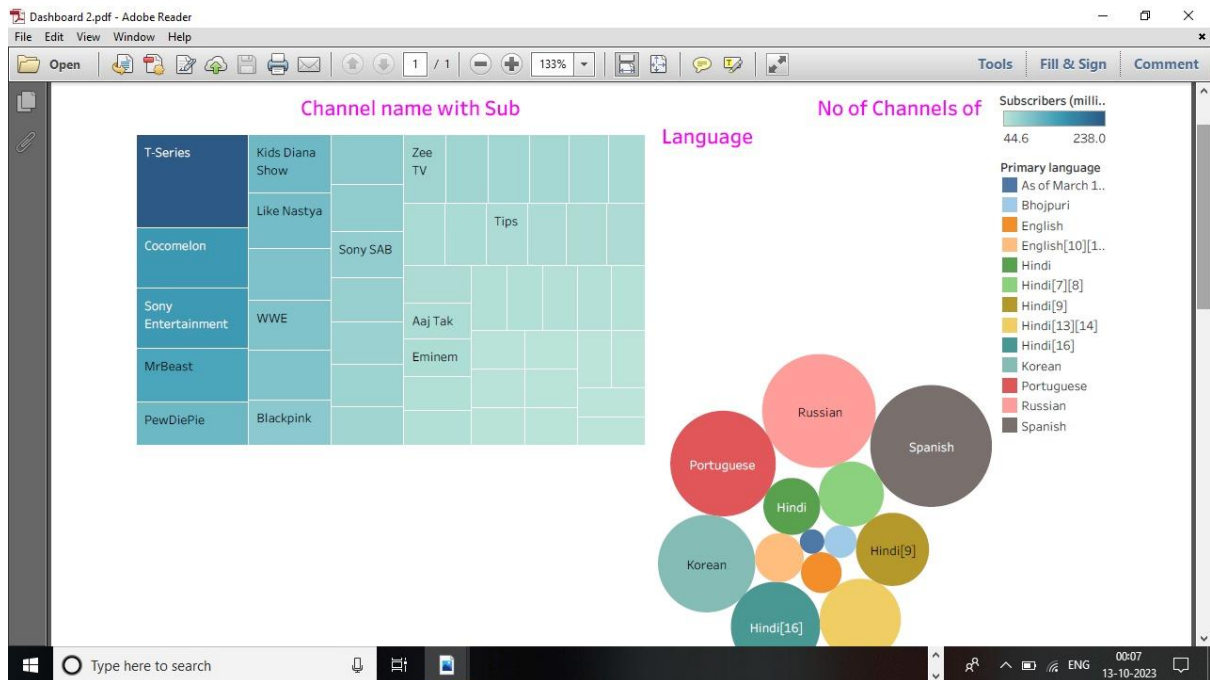 Dashboard 2.pdf - Adobe Reader
File Edit View Window Help
Open
1 / 1
133%
Tools Fill & Sign Comment
Channel name with Sub
No of Channels of
Language
T-Series
Cocomelon
Sony
Entertainment
MrBeast
PewDiePie
Kids Diana
Show
Like Nastya
WWE
Blackpink
Sony SAB
Zee
TV
Tips
Aaj Tak
Eminem
Russian
Spanish
Portuguese
Hindi
Hindi[9]
Korean
Hindi[16]
Subscribers (milli..
44.6 238.0
Primary language
As of March 1..
Bhojpuri
English
English[10][1..
Hindi
Hindi[7][8]
Hindi[9]
Hindi[13][14]
Hindi[16]
Korean
Portuguese
Russian
Spanish
Type here to search
ENG
00:07
13-10-2023